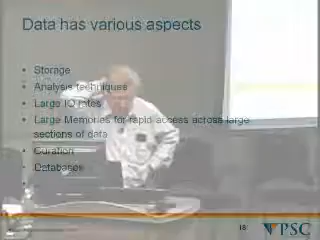 Data has various aspects
• Storage
• Analysis techniques
• Large IO rates
• Large Memories for rapid access across large
sections of data
• Curation
• Databases
18
PSC